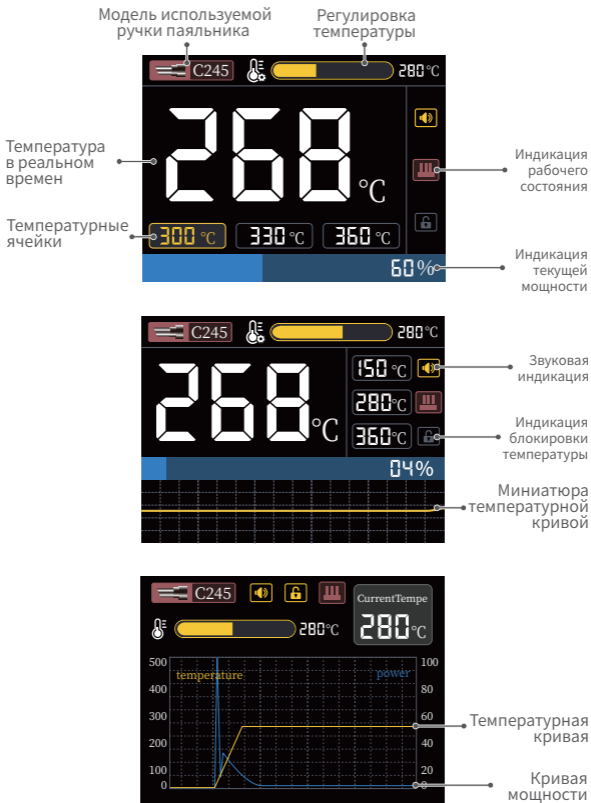 Модель используемой
ручки паяльника
Регулировка
температуры
C245
280°C
268 °C
Температура
в реальном
времен
Индикация
рабочего
состояния
Температурные
ячейки
300 °C
330 °C
360 °C
60%
Индикация
текущей
мощности
C245
280°C
268 °C
150 °C
280°C
360°C
Звуковая
индикация
Индикация
блокировки
температуры
04%
Миниатюра
температурной
кривой
C245
CurrentTempe
280°C
280°C
500
temperature
power
100
400
80
300
60
200
40
100
20
0
0
Температурная
кривая
Кривая
мощности